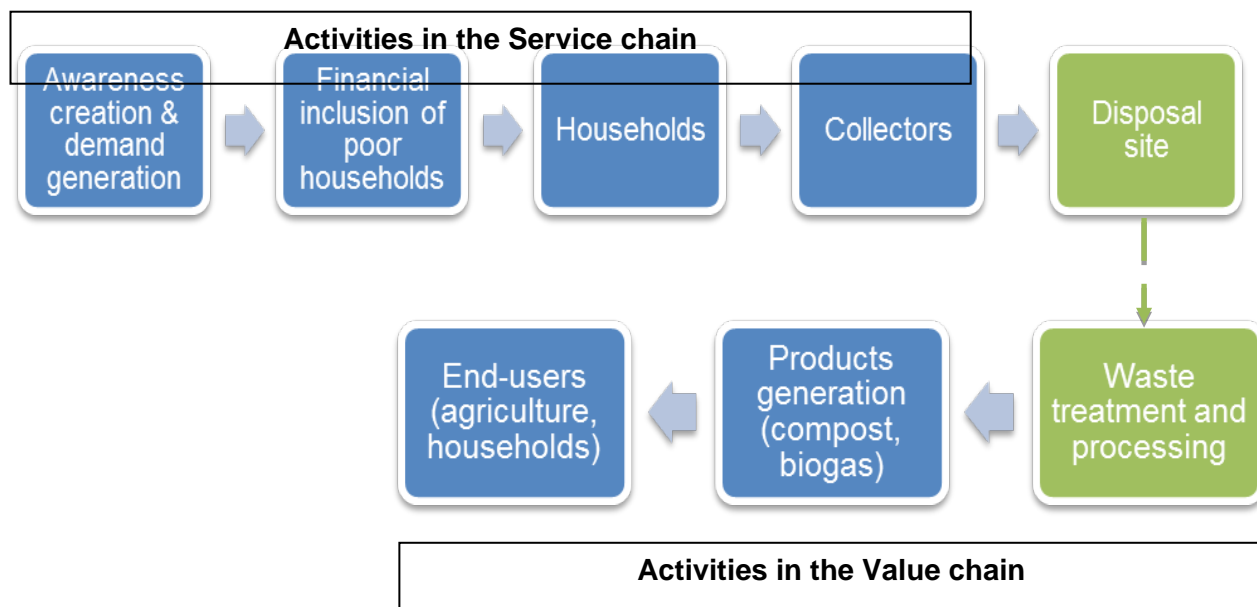 Activities in the Service chain
Awareness
creation &
demand
generation
Financial
inclusion of
poor
households
Households
Collectors
Disposal
site
End-users
(agriculture,
households)
Products
generation
(compost,
biogas)
Waste
treatment and
processing
Activities in the Value chain